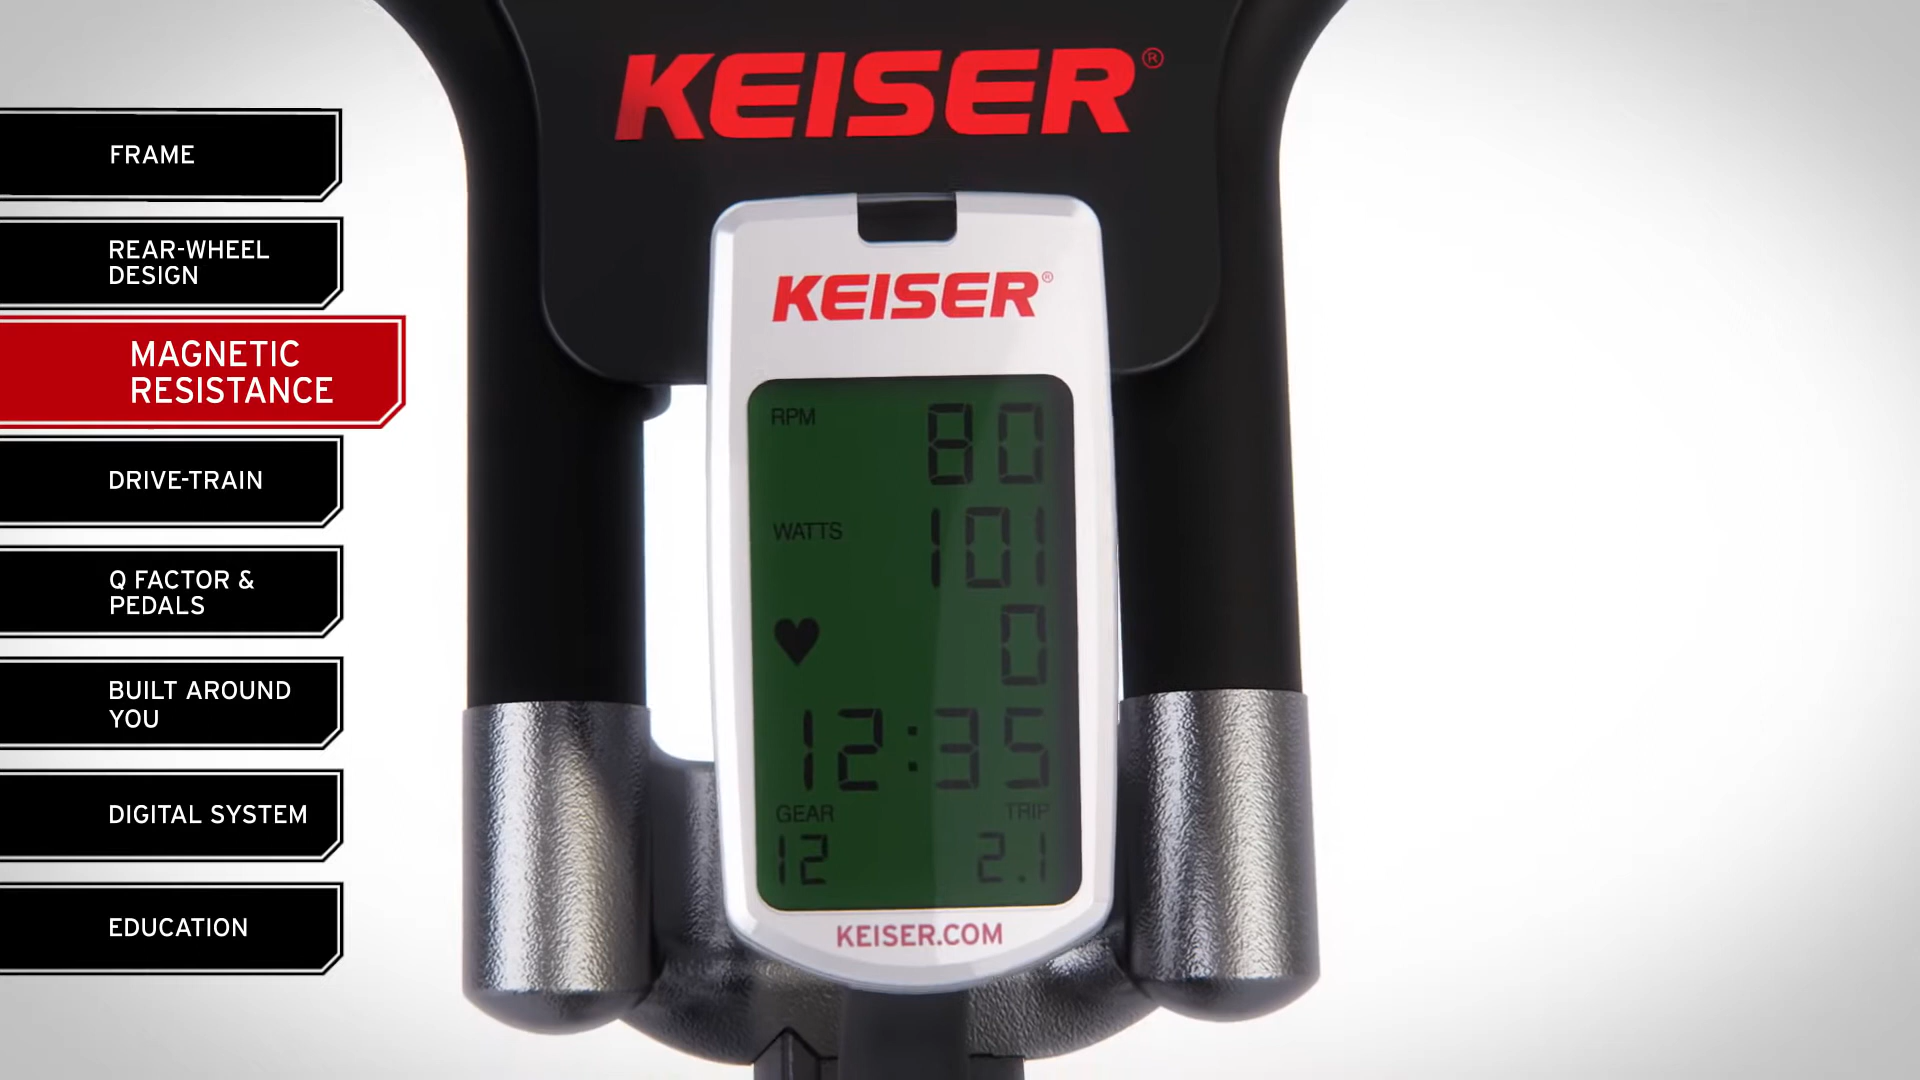 KEISER®
FRAME
REAR-WHEEL
DESIGN
MAGNETIC
RESISTANCE
DRIVE-TRAIN
Q FACTOR &
PEDALS
BUILT AROUND
YOU
DIGITAL SYSTEM
EDUCATION
KEISER®
RPM 80
WATTS 101
0
12:35
GEAR TRIP
12 2.1
KEISER.COM